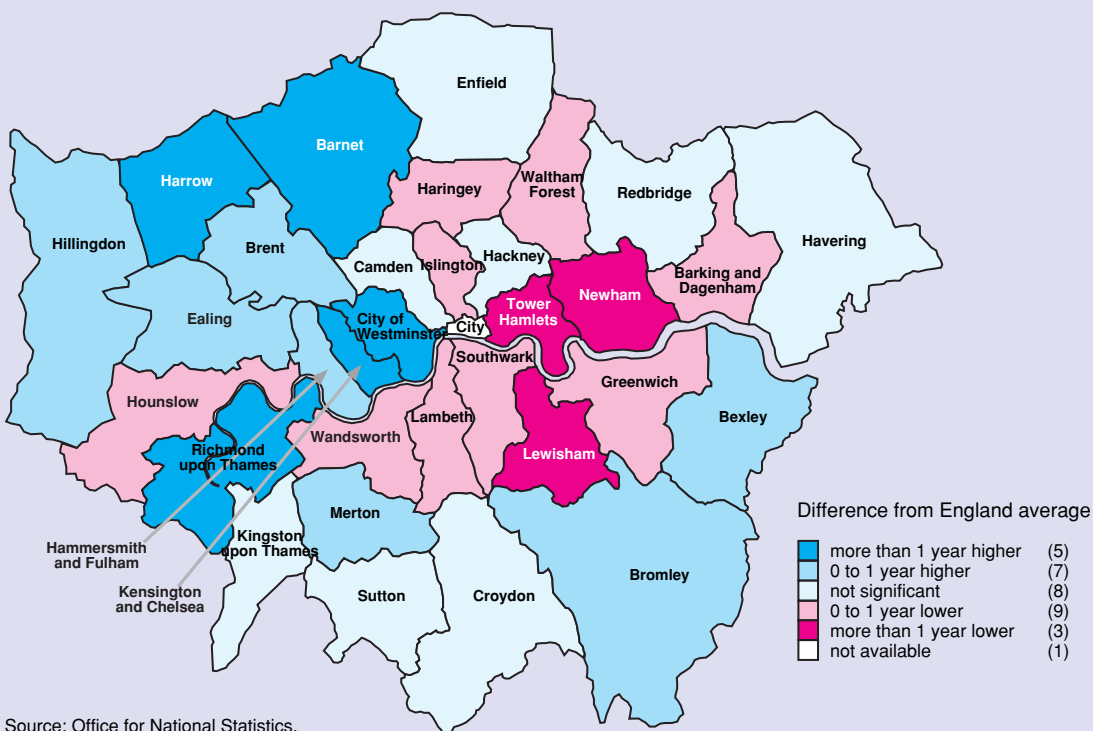 Enfield
Barnet
Harrow
Haringey
Waltham
Forest
Redbridge
Hillingdon
Brent
Havering
Camden
Islington
Hackney
Barking and
Dagenham
Newham
Tower
Hamlets
Ealing
City of
Westminster
City
Southwark
Greenwich
Hounslow
Lambeth
Bexley
Wandsworth
Richmond
upon Thames
Lewisham
Merton
Kingston
upon Thames
Hammersmith
and Fulham
Kensington
and Chelsea
Sutton
Croydon
Bromley
Difference from England average
more than 1 year higher (5)
0 to 1 year higher (7)
not significant (8)
0 to 1 year lower (9)
more than 1 year lower (3)
not available (1)
Source: Office for National Statistics.